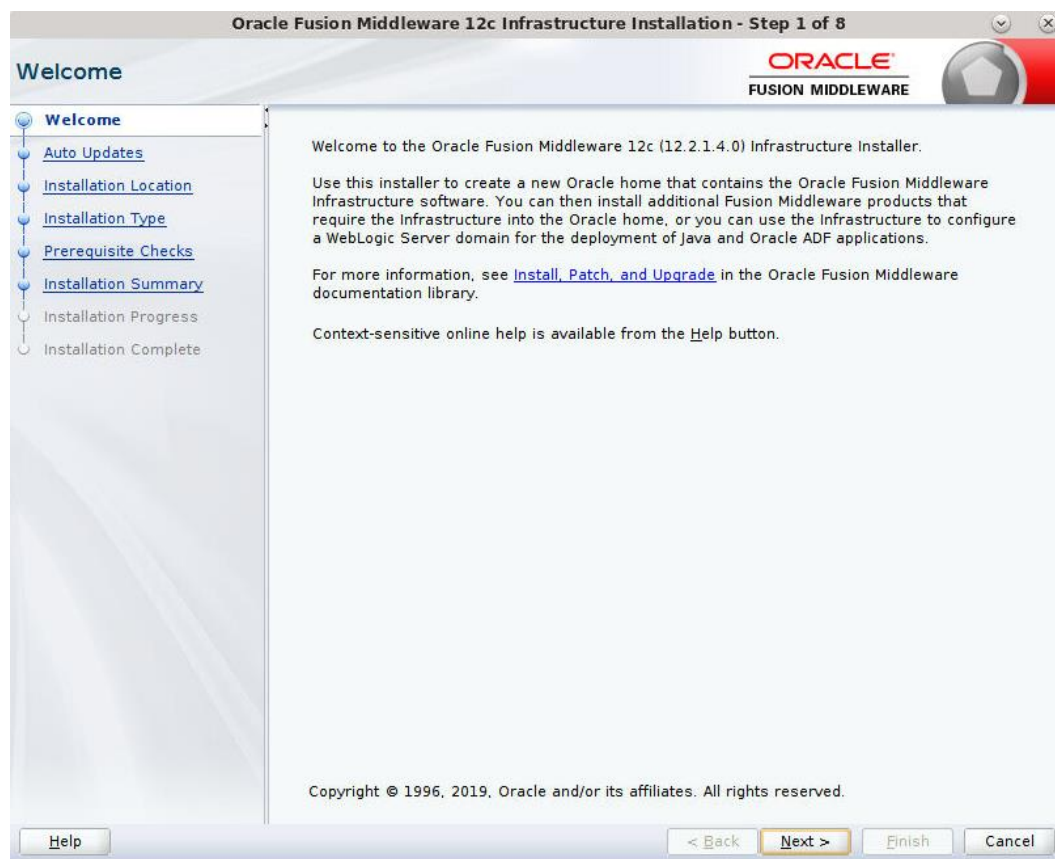 Oracle Fusion Middleware 12c Infrastructure Installation - Step 1 of 8
Welcome
ORACLE
FUSION MIDDLEWARE
Welcome
Auto Updates
Installation Location
Installation Type
Prerequisite Checks
Installation Summary
Installation Progress
Installation Complete
Welcome to the Oracle Fusion Middleware 12c (12.2.1.4.0) Infrastructure Installer.
Use this installer to create a new Oracle home that contains the Oracle Fusion Middleware
Infrastructure software. You can then install additional Fusion Middleware products that
require the Infrastructure into the Oracle home, or you can use the Infrastructure to configure
a WebLogic Server domain for the deployment of Java and Oracle ADF applications.
For more information, see Install, Patch, and Upgrade in the Oracle Fusion Middleware
documentation library.
Context-sensitive online help is available from the Help button.
Copyright © 1996, 2019, Oracle and/or its affiliates. All rights reserved.
Help
< Back
Next >
Finish
Cancel